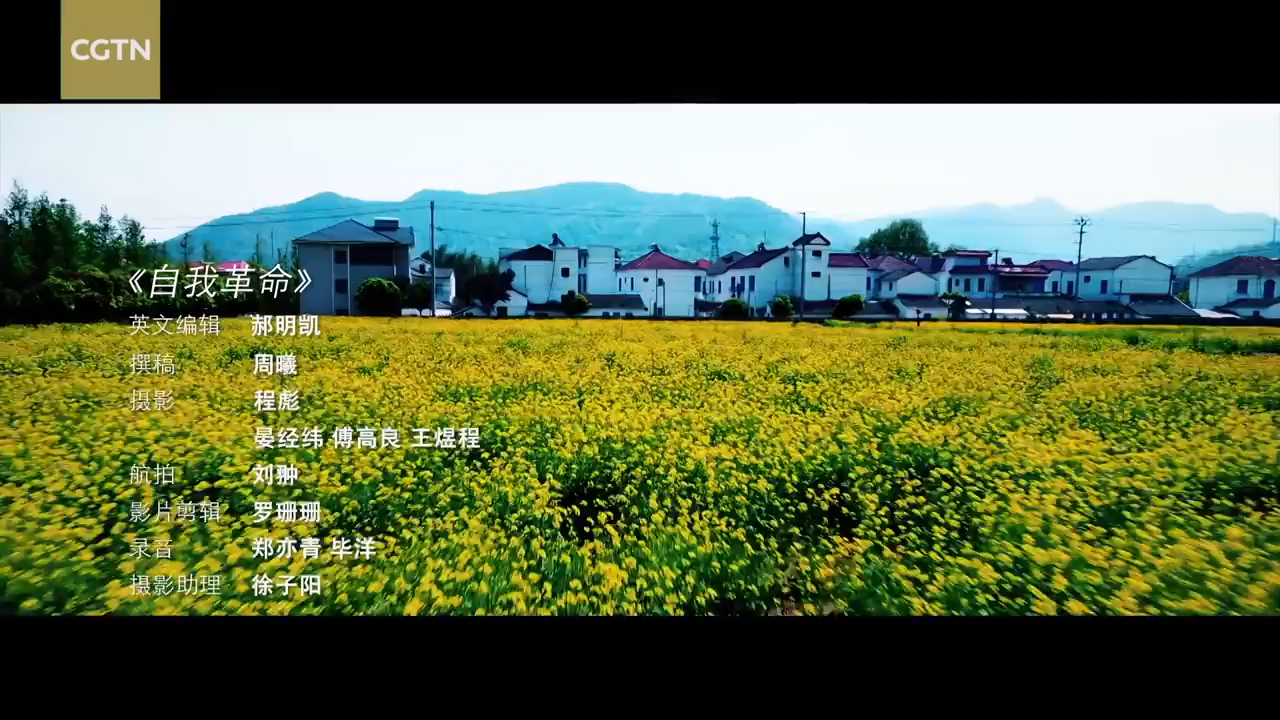 CGTN
《自我革命》
英文编辑 郝明凯
撰稿 周曦
摄影 程彪
晏经纬 傅高良 王煜程
航拍 刘翀
影片剪辑 罗珊珊
录音 郑亦青 毕洋
摄影助理 徐子阳